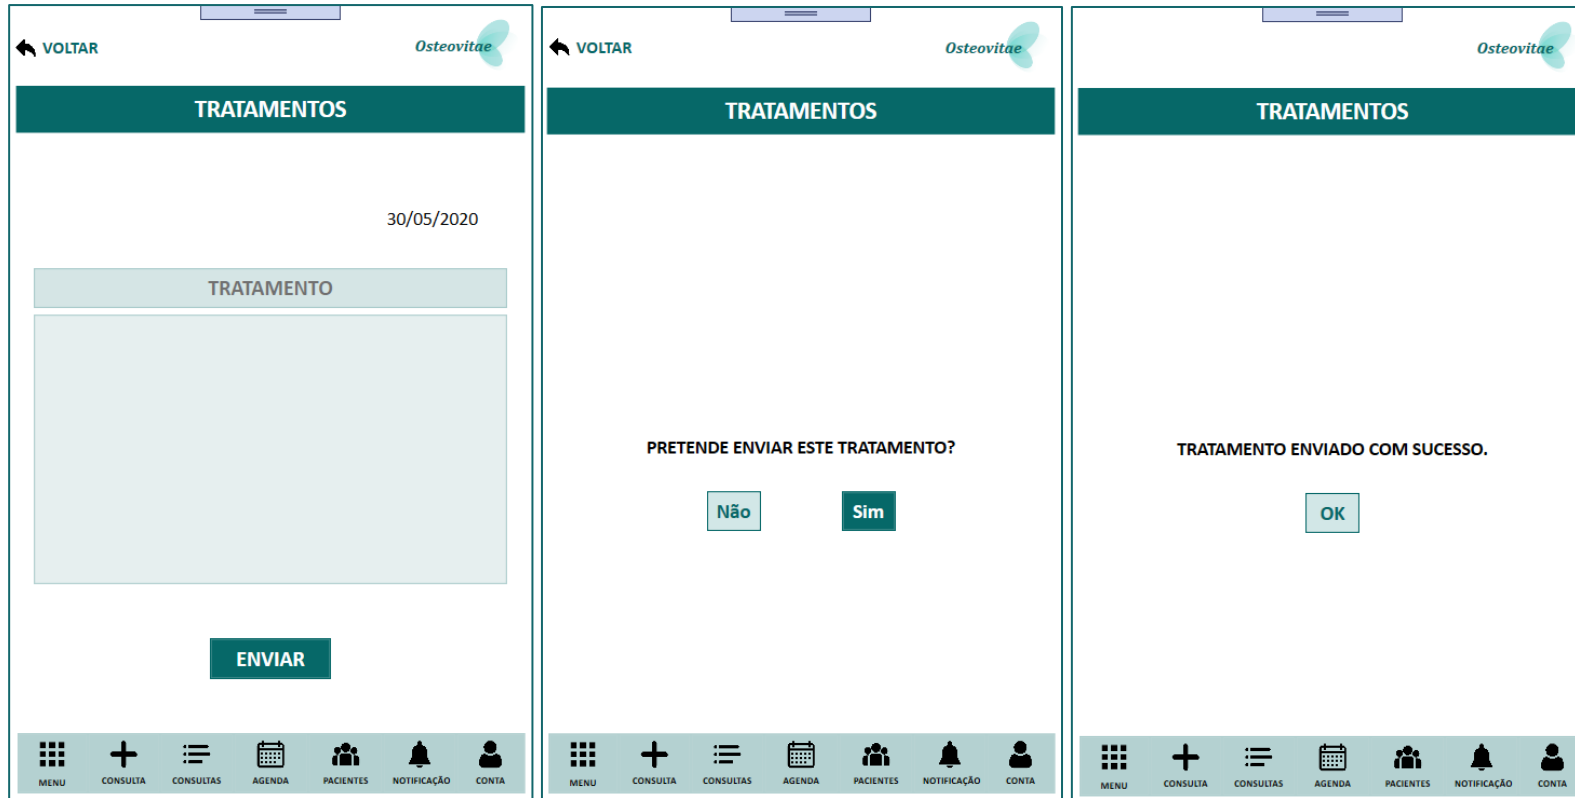 VOLTAR
Osteovitae
TRATAMENTOS
30/05/2020
TRATAMENTO
ENVIAR
MENU
CONSULTA
CONSULTAS
AGENDA
PACIENTES
NOTIFICAÇÃO
CONTA
VOLTAR
Osteovitae
TRATAMENTOS
PRETENDE ENVIAR ESTE TRATAMENTO?
Não
Sim
MENU
CONSULTA
CONSULTAS
AGENDA
PACIENTES
NOTIFICAÇÃO
CONTA
Osteovitae
TRATAMENTOS
TRATAMENTO ENVIADO COM SUCESSO.
OK
MENU
CONSULTA
CONSULTAS
AGENDA
PACIENTES
NOTIFICAÇÃO
CONTA